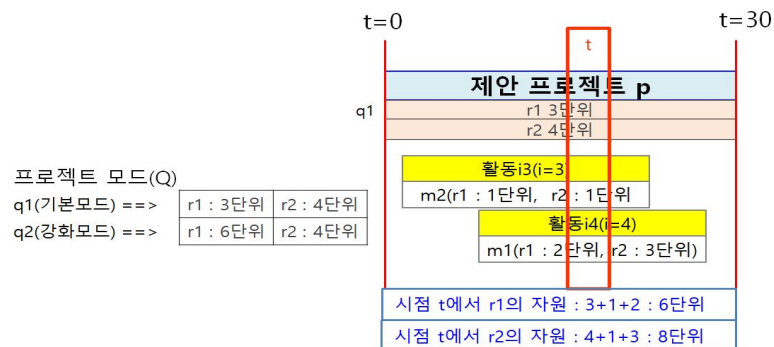 t=0
t=30
t
제안 프로젝트 p
q1
r1 3단위
r2 4단위
활동i3(i=3)
m2(r1 : 1단위, r2 : 1단위
활동i4(i=4)
m1(r1 : 2단위, r2 : 3단위)
프로젝트 모드(Q)
q1(기본모드) ==> r1 : 3단위 r2 : 4단위
q2(강화모드) ==> r1 : 6단위 r2 : 4단위
시점 t에서 r1의 자원 : 3+1+2 : 6단위
시점 t에서 r2의 자원 : 4+1+3 : 8단위